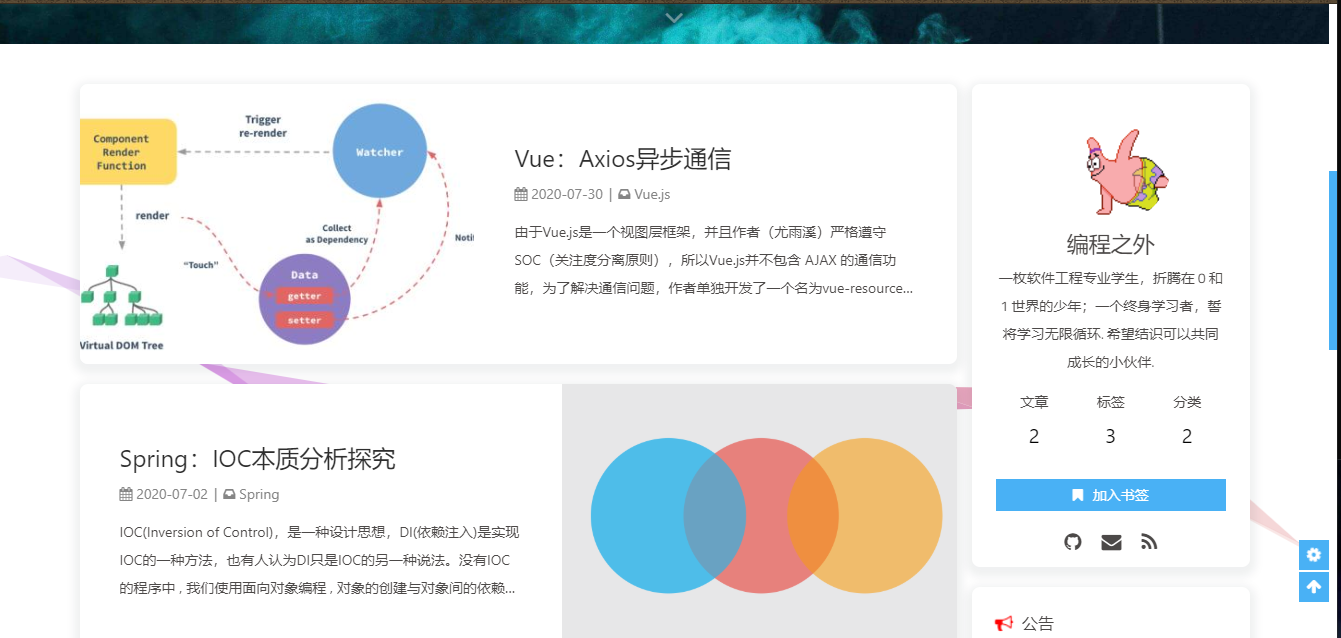 Trigger
re-render
Component
Render
Function
Watcher
render
Collect
as Dependency
"Touch"
Data
getter
setter
Virtual DOM Tree
Vue：Axios异步通信
2020-07-30 | Vue.js
由于Vue.js是一个视图层框架，并且作者（尤雨溪）严格遵守
SOC（关注度分离原则），所以Vue.js并不包含 AJAX 的通信功
能，为了解决通信问题，作者单独开发了一个名为vue-resource...
Spring：IOC本质分析探究
2020-07-02 | Spring
IOC(Inversion of Control)，是一种设计思想，DI(依赖注入)是实现
IOC的一种方法，也有人认为DI只是IOC的另一种说法。没有IOC
的程序中 , 我们使用面向对象编程 , 对象的创建与对象间的依赖...
编程之外
一枚软件工程专业学生，折腾在 0 和
1 世界的少年；一个终身学习者，誓
将学习无限循环. 希望结识可以共同
成长的小伙伴.
文章 标签 分类
2 3 2
加入书签
公告